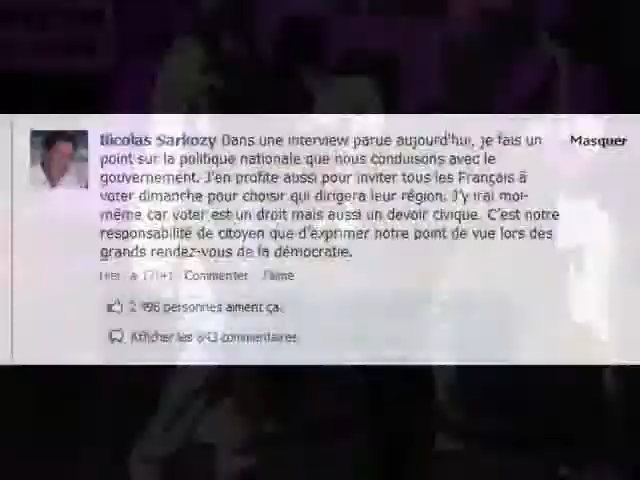 Nicolas Sarkozy Dans une interview parue aujourd'hui, je fais un
Masquer
point sur la politique nationale que nous conduisons avec le
gouvernement. J'en profite aussi pour inviter tous les Français à
voter dimanche pour choisir qui dirigera leur région. J'y irai moi-
même car voter est un droit mais aussi un devoir civique. C'est notre
responsabilité de citoyen que d'exprimer notre point de vue lors des
grands rendez-vous de la démocratie.
Hier, à Commenter J'aime
personnes aiment ça.
Afficher les commentaires